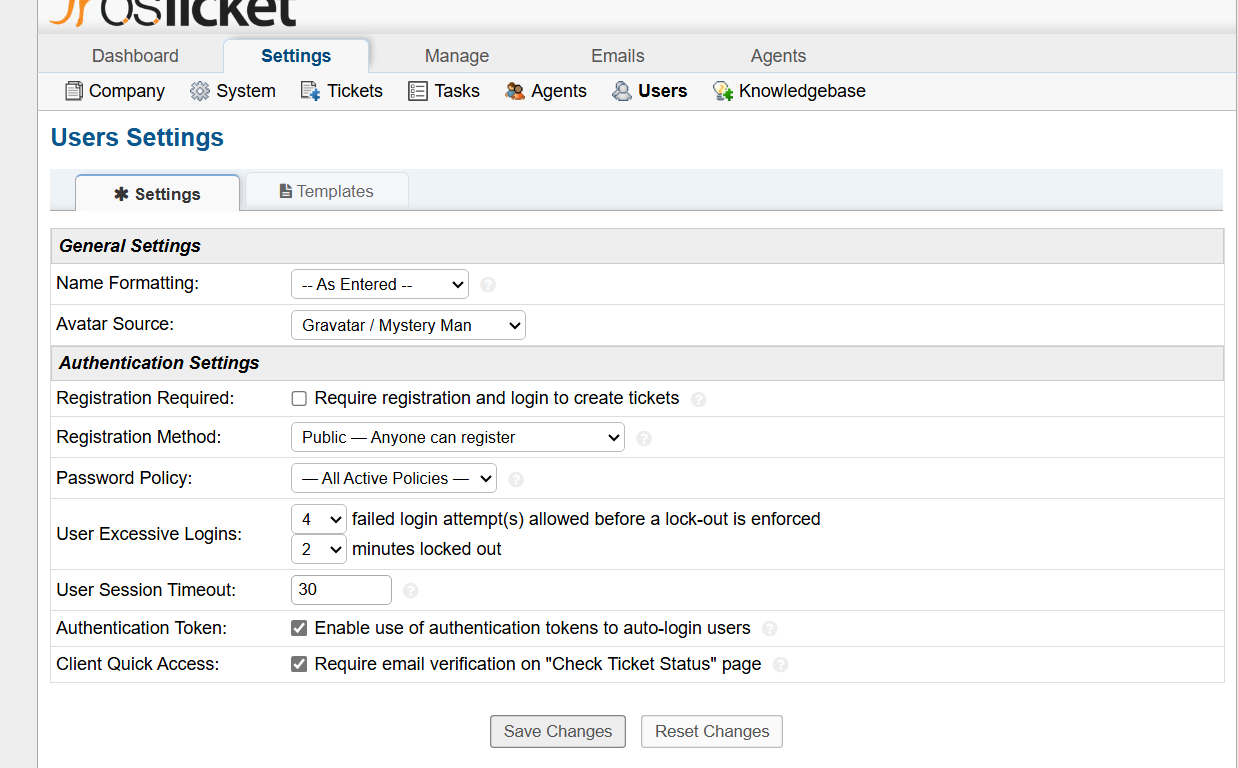 osTicket
Dashboard Settings Manage Emails Agents
Company System Tickets Tasks Agents Users Knowledgebase
Users Settings
Settings Templates
General Settings
Name Formatting: -- As Entered --
Avatar Source: Gravatar / Mystery Man
Authentication Settings
Registration Required: Require registration and login to create tickets
Registration Method: Public — Anyone can register
Password Policy: — All Active Policies —
User Excessive Logins: 4 failed login attempt(s) allowed before a lock-out is enforced
2 minutes locked out
User Session Timeout: 30
Authentication Token: Enable use of authentication tokens to auto-login users
Client Quick Access: Require email verification on "Check Ticket Status" page
Save Changes Reset Changes